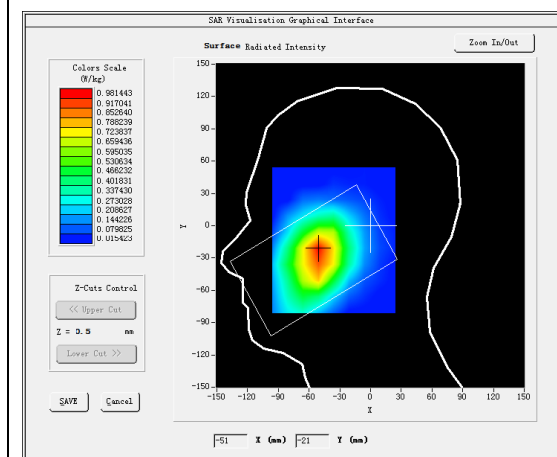 SAR Visualisation Graphical Interface
Surface Radiated Intensity
Zoom In/Out
Colors Scale
(W/kg)
0.981443
0.917041
0.852640
0.788239
0.723837
0.659436
0.595035
0.530634
0.466232
0.401831
0.337430
0.273028
0.208627
0.144226
0.079825
0.015423
Z-Cuts Control
<< Upper Cut
Z = 0.5 mm
Lower Cut >>
SAVE Cancel
150
120
90
60
30
0
-30
-60
-90
-120
-150
Y
-150 -120 -90 -60 -30 0 30 60 90 120 150
X
-51 X (mm) -21 Y (mm)